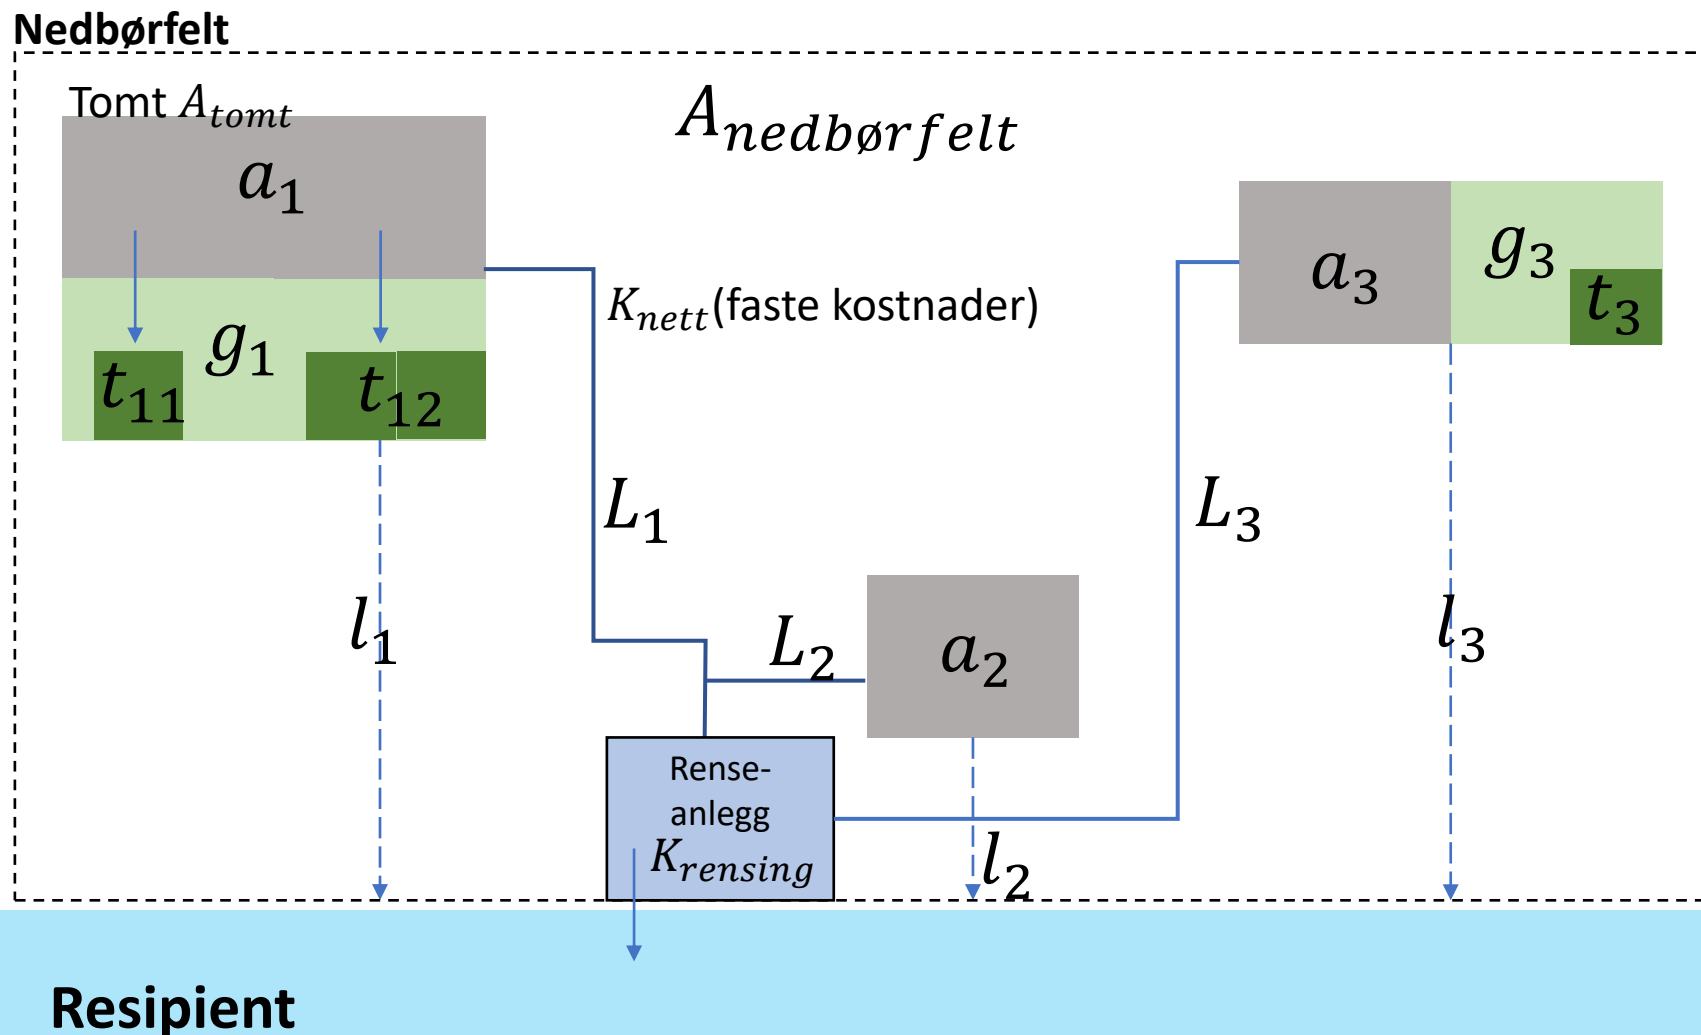 Nedbørfelt
Tomt A_tomt
A_nedbørfelt
a_1
g_1
t_11
t_12
K_nett(faste kostnader)
a_3
g_3
t_3
L_1
L_3
l_1
L_2
a_2
l_3
Rense-
anlegg
K_rensing
l_2
Resipient